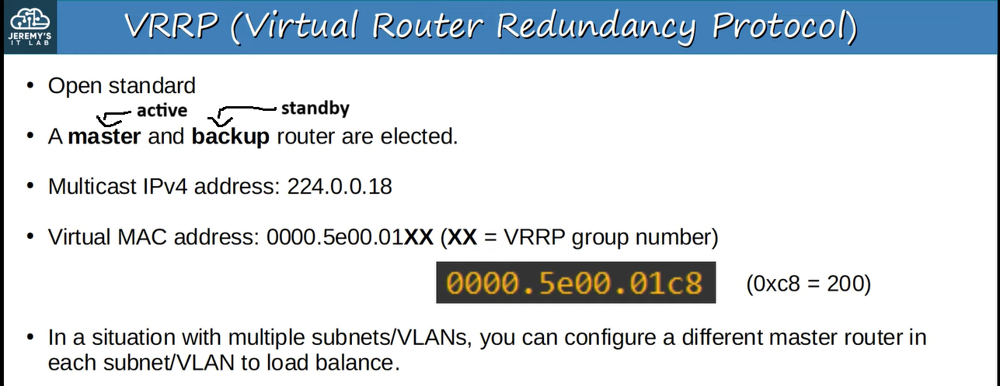 JEREMY'S
IT LAB
VRRP (Virtual Router Redundancy Protocol)
• Open standard
active
standby
• A master and backup router are elected.
• Multicast IPv4 address: 224.0.0.18
• Virtual MAC address: 0000.5e00.01XX (XX = VRRP group number)
0000.5e00.01c8 (0xc8 = 200)
• In a situation with multiple subnets/VLANs, you can configure a different master router in
each subnet/VLAN to load balance.